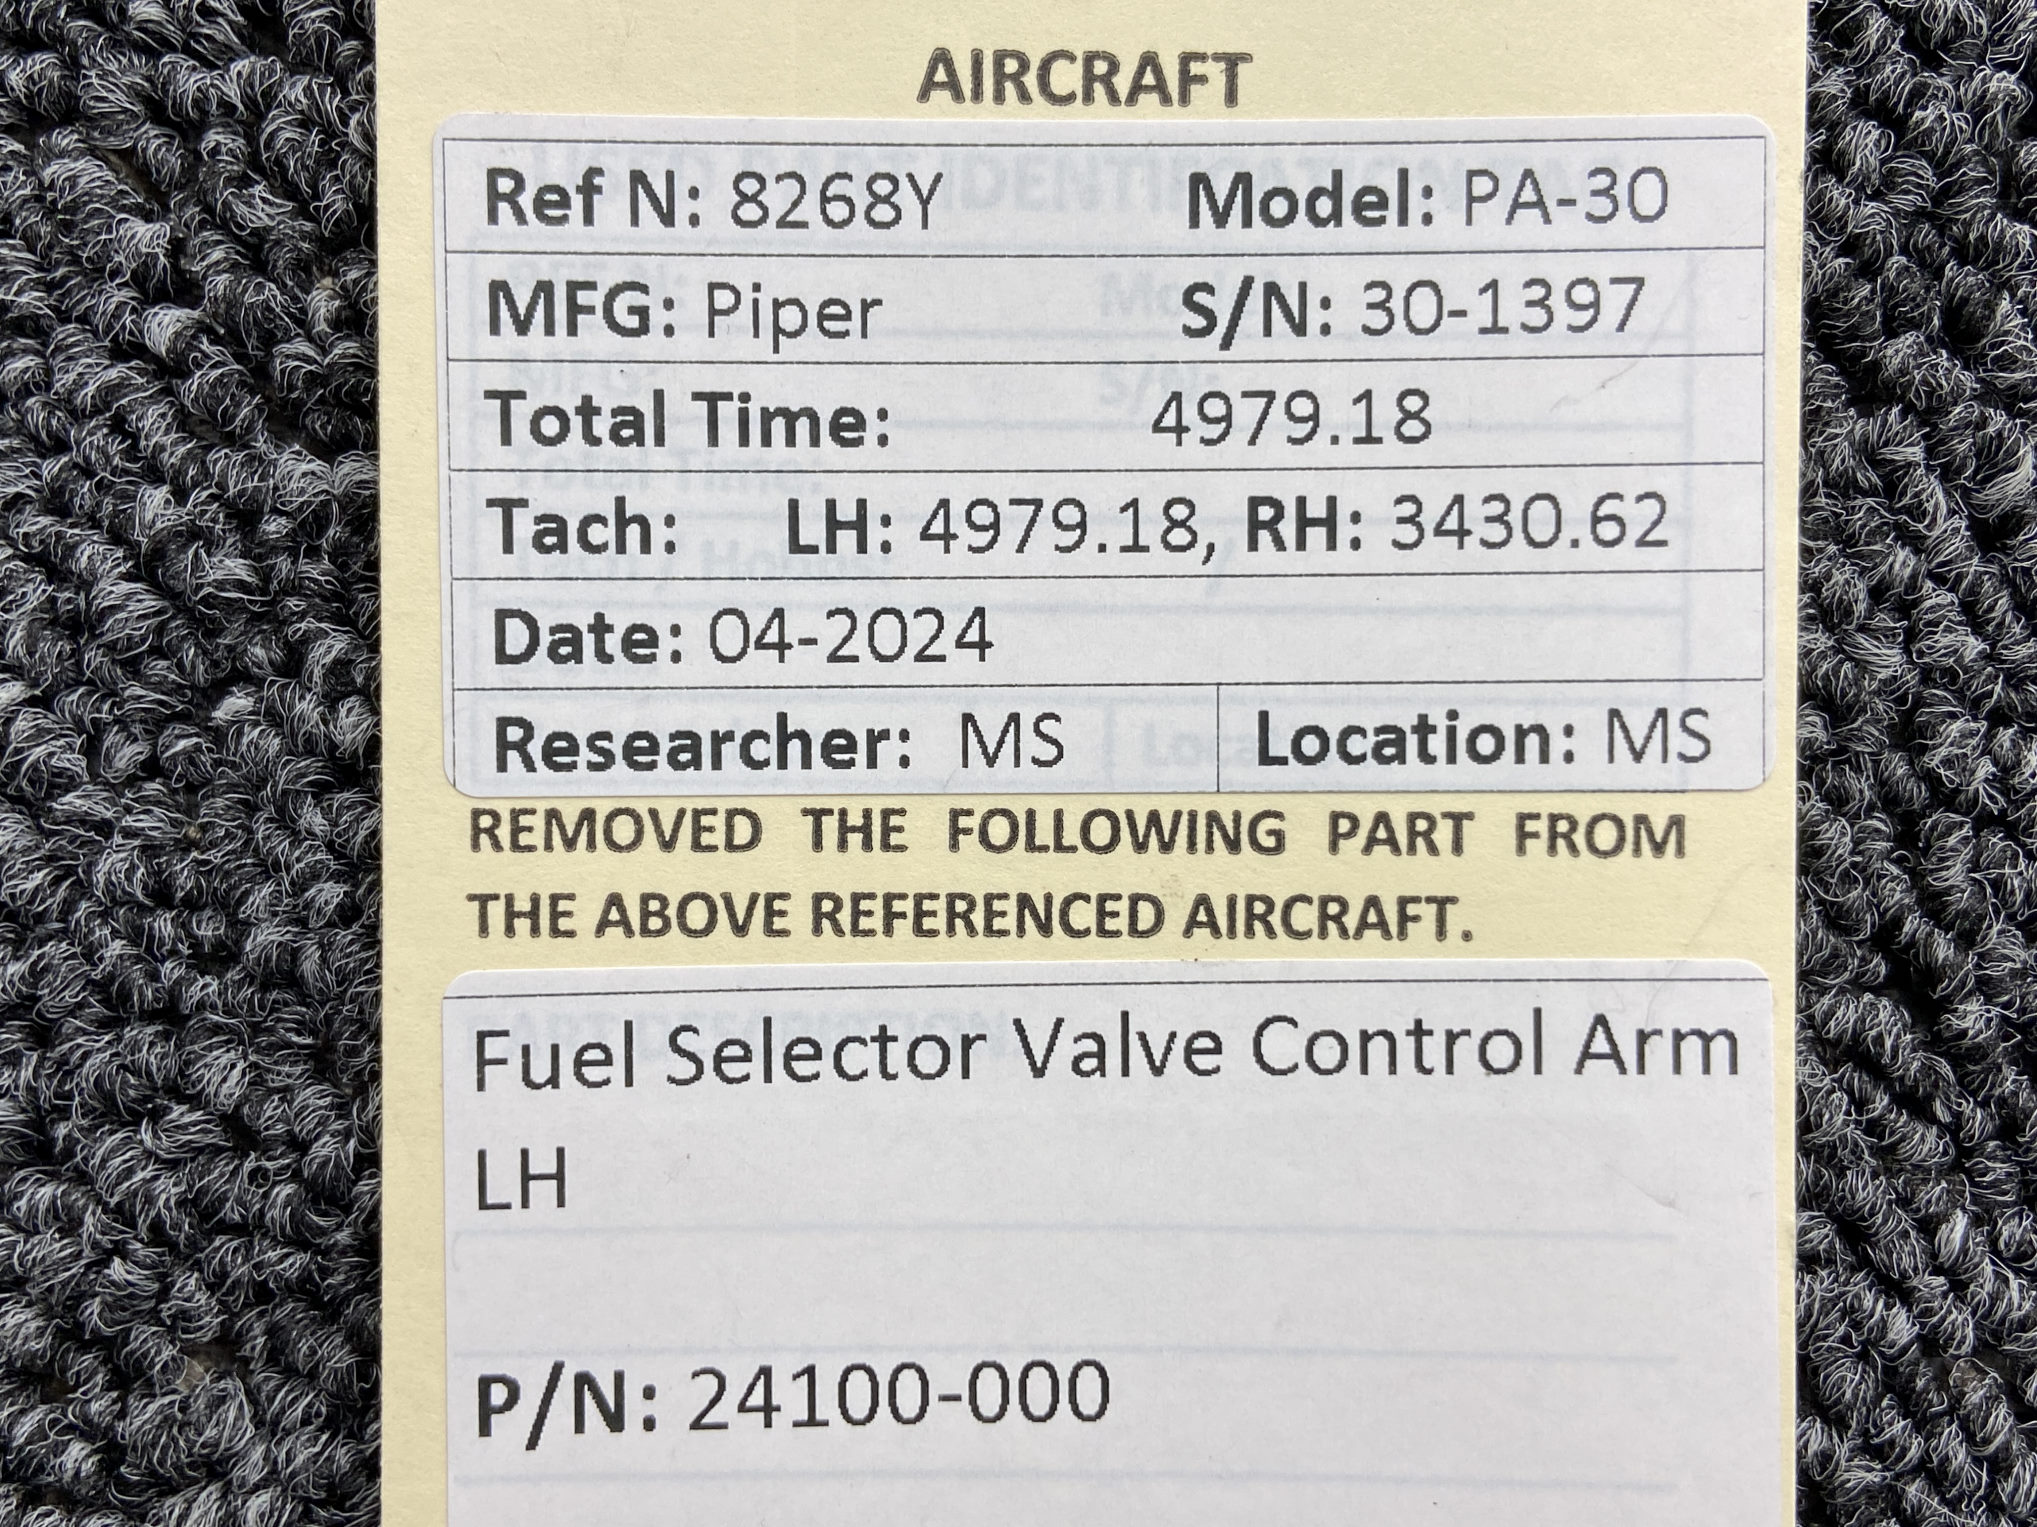 AIRCRAFT
Ref N: 8268Y Model: PA-30
MFG: Piper S/N: 30-1397
Total Time: 4979.18
Tach: LH: 4979.18, RH: 3430.62
Date: 04-2024
Researcher: MS Location: MS
REMOVED THE FOLLOWING PART FROM
THE ABOVE REFERENCED AIRCRAFT.
Fuel Selector Valve Control Arm
LH
P/N: 24100-000